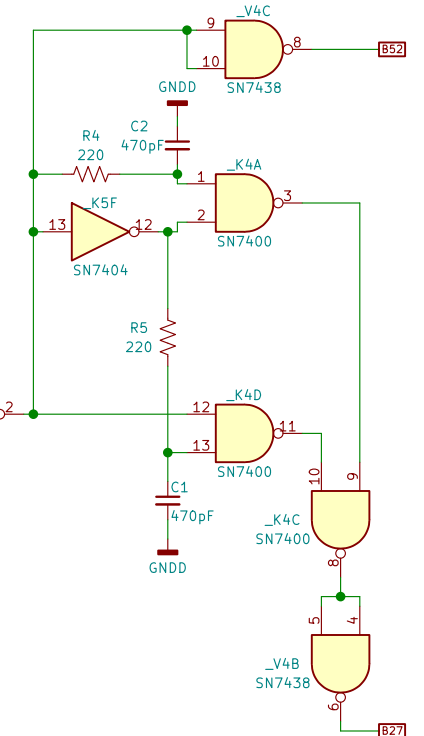 _V4C
9
8
B52
10
SN7438
GNDD
C2
470pF
R4
220
_K4A
1
3
2
SN7400
_K5F
13
12
SN7404
R5
220
_K4D
2
12
11
13
SN7400
C1
470pF
GNDD
10
9
_K4C
SN7400
8
5
4
_V4B
SN7438
6
B27